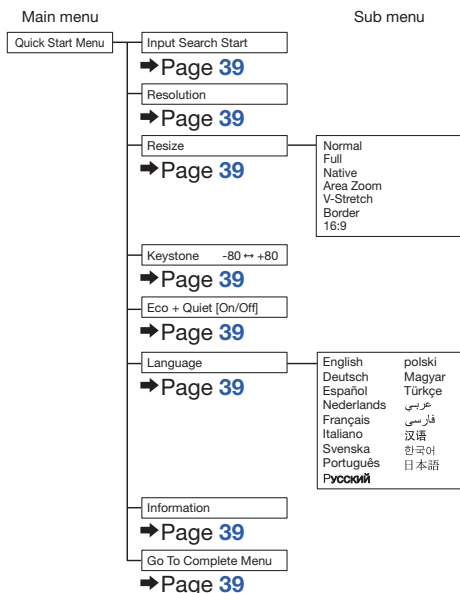 Main menu
Sub menu
Quick Start Menu
Input Search Start
➡Page 39
Resolution
➡Page 39
Resize
➡Page 39
Normal
Full
Native
Area Zoom
V-Stretch
Border
16:9
Keystone -80 ↔ +80
➡Page 39
Eco + Quiet [On/Off]
➡Page 39
Language
➡Page 39
English polski
Deutsch Magyar
Español Türkçe
Nederlands عربي
Français فارسی
Italiano 汉语
Svenska 한국어
Português 日本語
Русский
Information
➡Page 39
Go To Complete Menu
➡Page 39